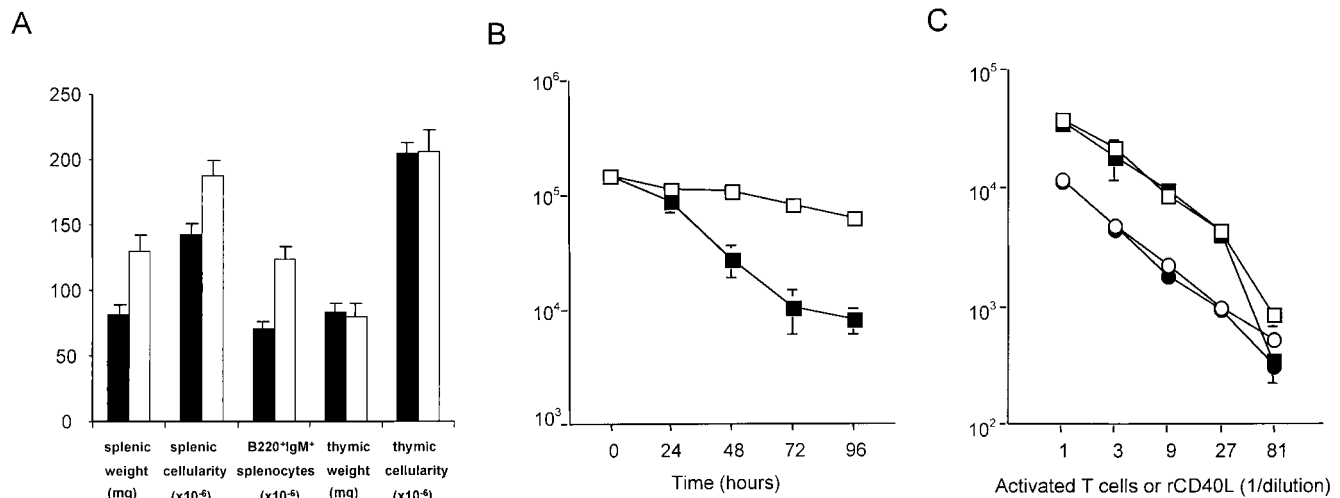 A
250
200
150
100
50
0
splenic weight (mg)
splenic cellularity (x10⁻⁶)
B220⁺IgM⁺ splenocytes (x10⁻⁶)
thymic weight (mg)
thymic cellularity (x10⁻⁶)
B
10⁶
10⁵
10⁴
10³
0 24 48 72 96
Time (hours)
C
10⁵
10⁴
10³
10²
1 3 9 27 81
Activated T cells or rCD40L (1/dilution)